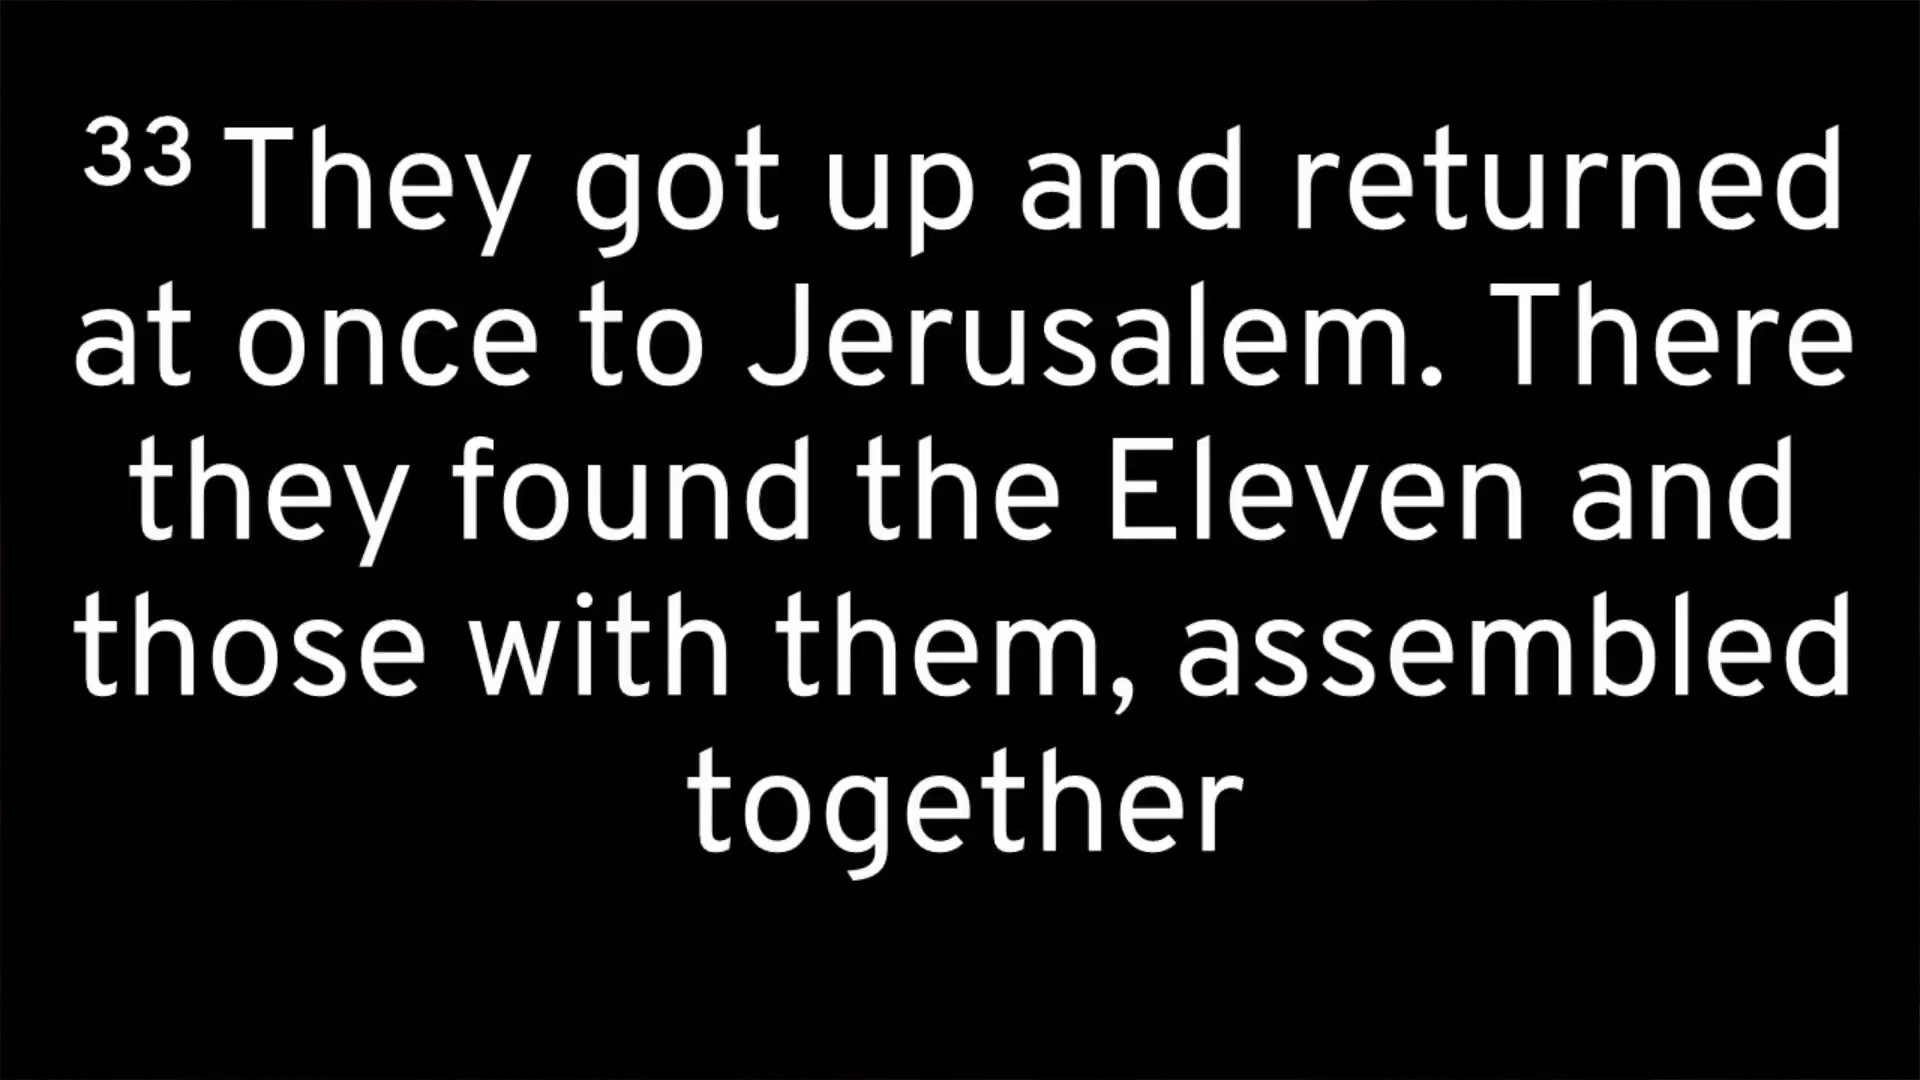 ³³ They got up and returned
at once to Jerusalem. There
they found the Eleven and
those with them, assembled
together